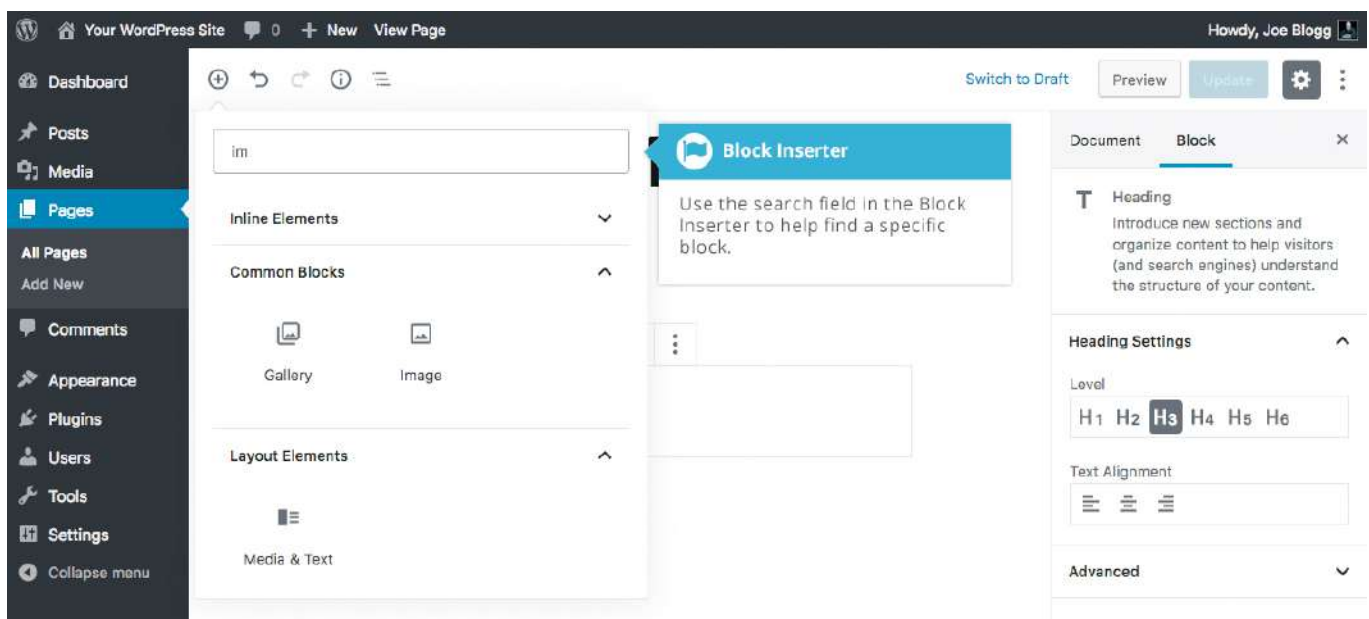 Your WordPress Site 0 New View Page Howdy, Joe Blogg
Dashboard
Posts
Media
Pages
All Pages
Add New
Comments
Appearance
Plugins
Users
Tools
Settings
Collapse menu
Switch to Draft Preview Update
im
Inline Elements
Common Blocks
Gallery Image
Layout Elements
Media & Text
Block Inserter
Use the search field in the Block
Inserter to help find a specific
block.
Document Block
Heading
Introduce new sections and
organize content to help visitors
(and search engines) understand
the structure of your content.
Heading Settings
Level
H1 H2 H3 H4 H5 H6
Text Alignment
Advanced